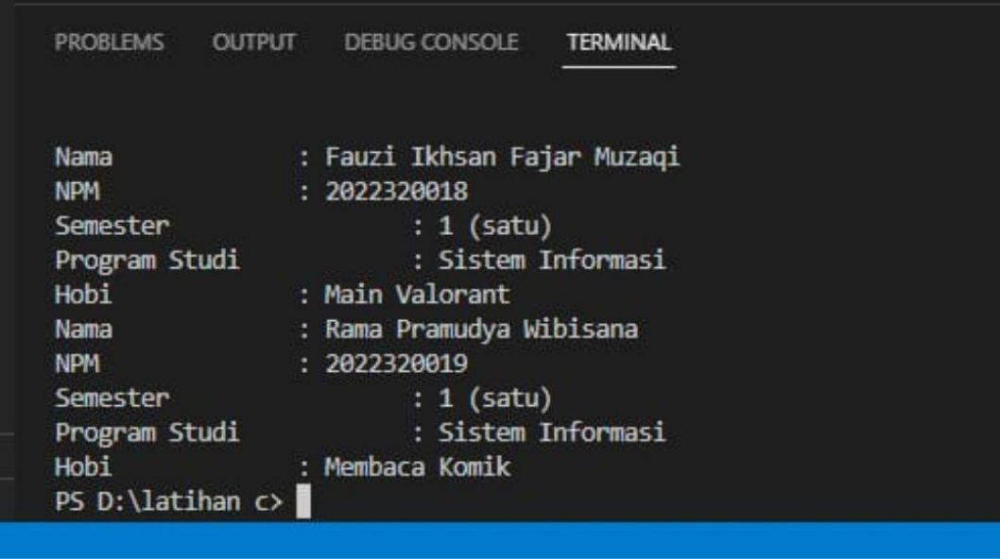 PROBLEMS OUTPUT DEBUG CONSOLE TERMINAL
Nama : Fauzi Ikhsan Fajar Muzaqi
NPM : 2022320018
Semester : 1 (satu)
Program Studi : Sistem Informasi
Hobi : Main Valorant
Nama : Rama Pramudya Wibisana
NPM : 2022320019
Semester : 1 (satu)
Program Studi : Sistem Informasi
Hobi : Membaca Komik
PS D:\latihan c>